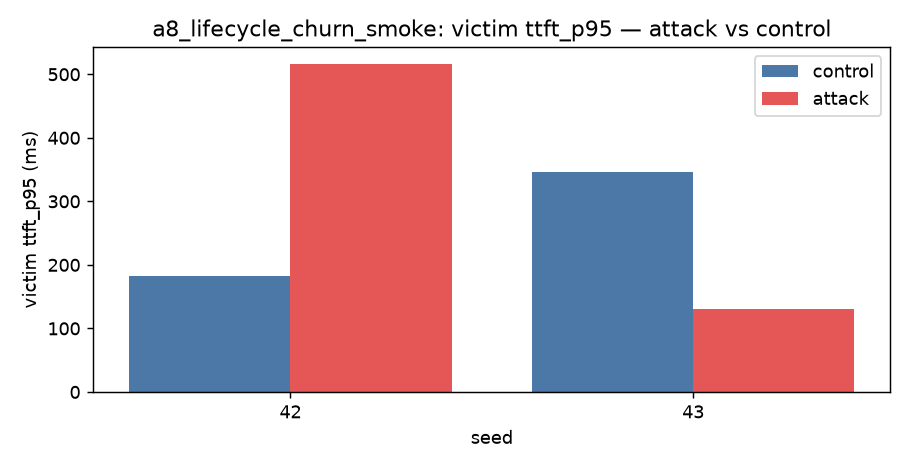 a8_lifecycle_churn_smoke: victim ttft_p95 — attack vs control
control
attack
victim ttft_p95 (ms)
500
400
300
200
100
0
42
43
seed